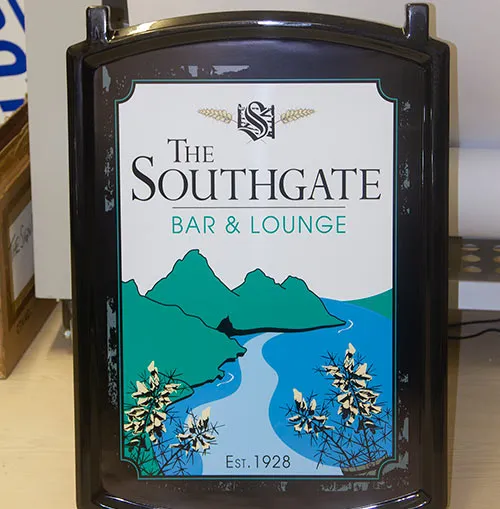 The
Southgate
BAR & LOUNGE
Est. 1928